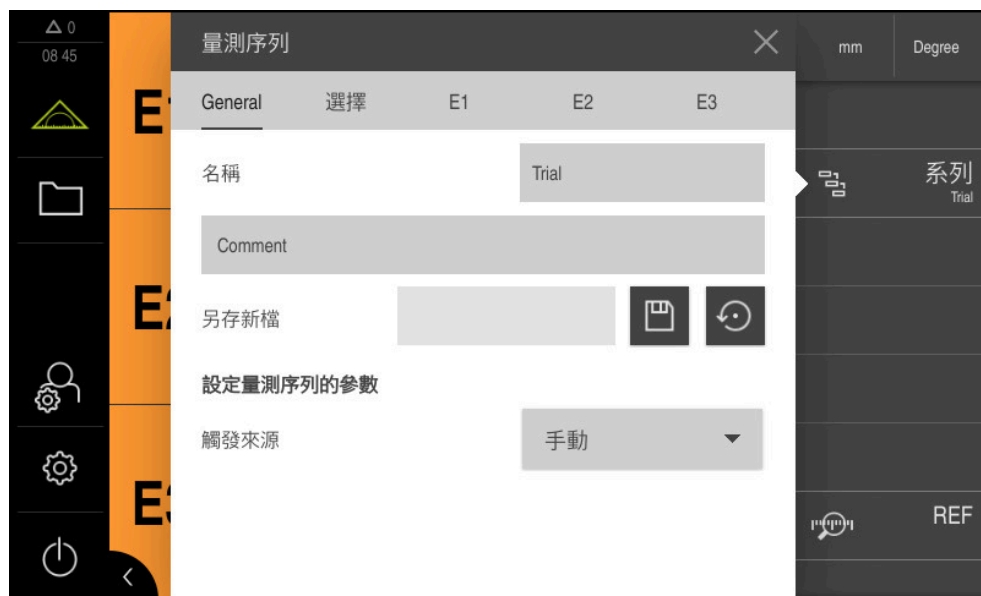 0
08 45
量測序列
mm
Degree
General
選擇
E1
E2
E3
名稱
Trial
系列
Trial
Comment
另存新檔
設定量測序列的參數
觸發來源
手動
REF